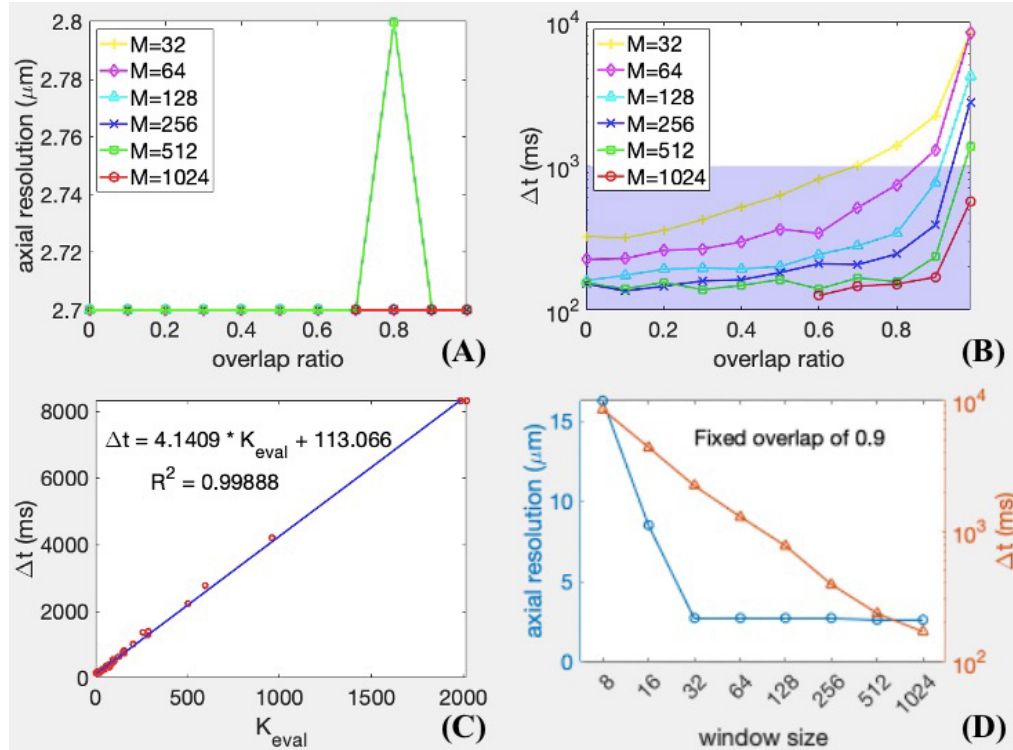 2.8
2.78
2.76
2.74
2.72
2.7
axial resolution (μm)
M=32
M=64
M=128
M=256
M=512
M=1024
0 0.2 0.4 0.6 0.8
overlap ratio
(A)
10^4
10^3
10^2
Δt (ms)
M=32
M=64
M=128
M=256
M=512
M=1024
0 0.2 0.4 0.6 0.8
overlap ratio
(B)
8000
6000
4000
2000
0
Δt (ms)
Δt = 4.1409 * K_eval + 113.066
R^2 = 0.99888
0 500 1000 1500 2000
K_eval
(C)
15
10
5
0
axial resolution (μm)
Fixed overlap of 0.9
10^4
10^3
10^2
Δt (ms)
8 16 32 64 128 256 512 1024
window size
(D)